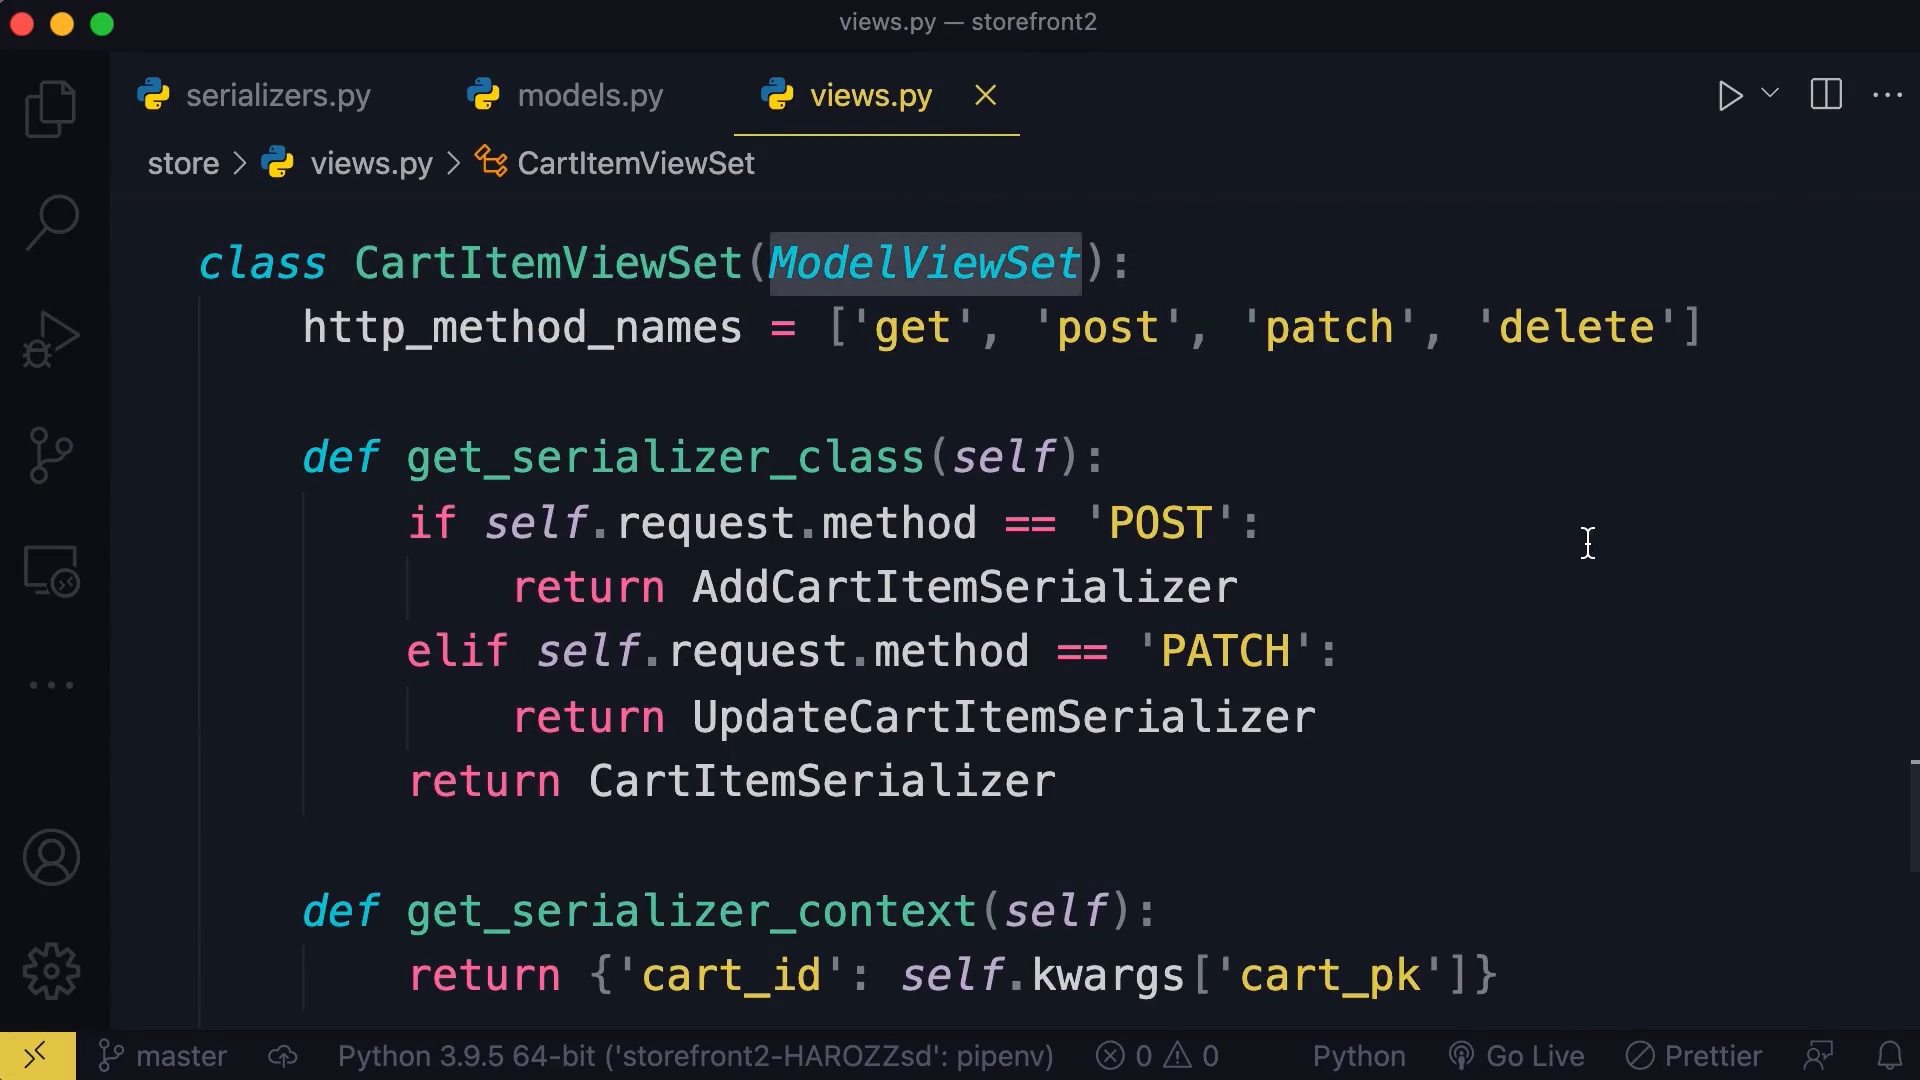 views.py — storefront2
serializers.py models.py views.py
store > views.py > CartItemViewSet
class CartItemViewSet(ModelViewSet):
http_method_names = ['get', 'post', 'patch', 'delete']
def get_serializer_class(self):
if self.request.method == 'POST':
return AddCartItemSerializer
elif self.request.method == 'PATCH':
return UpdateCartItemSerializer
return CartItemSerializer
def get_serializer_context(self):
return {'cart_id': self.kwargs['cart_pk']}
master Python 3.9.5 64-bit ('storefront2-HAROZZsd': pipenv) 0 0 Python Go Live Prettier